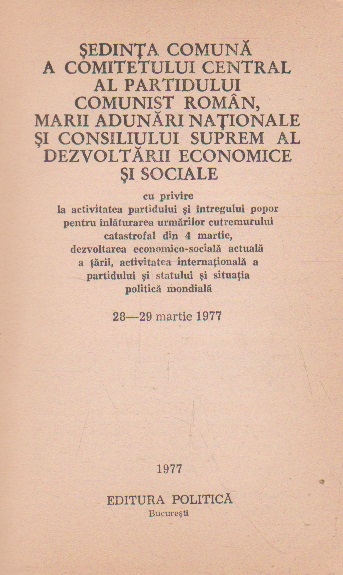 ȘEDINȚA COMUNĂ
A COMITETULUI CENTRAL
AL PARTIDULUI
COMUNIST ROMÂN,
MARII ADUNĂRI NAȚIONALE
ȘI CONSILIULUI SUPREM AL
DEZVOLTĂRII ECONOMICE
ȘI SOCIALE
cu privire
la activitatea partidului și întregului popor
pentru înlăturarea urmărilor cutremurului
catastrofal din 4 martie,
dezvoltarea economico-socială actuală
a țării, activitatea internațională a
partidului și statului și situația
politică mondială
28—29 martie 1977
1977
EDITURA POLITICĂ
București